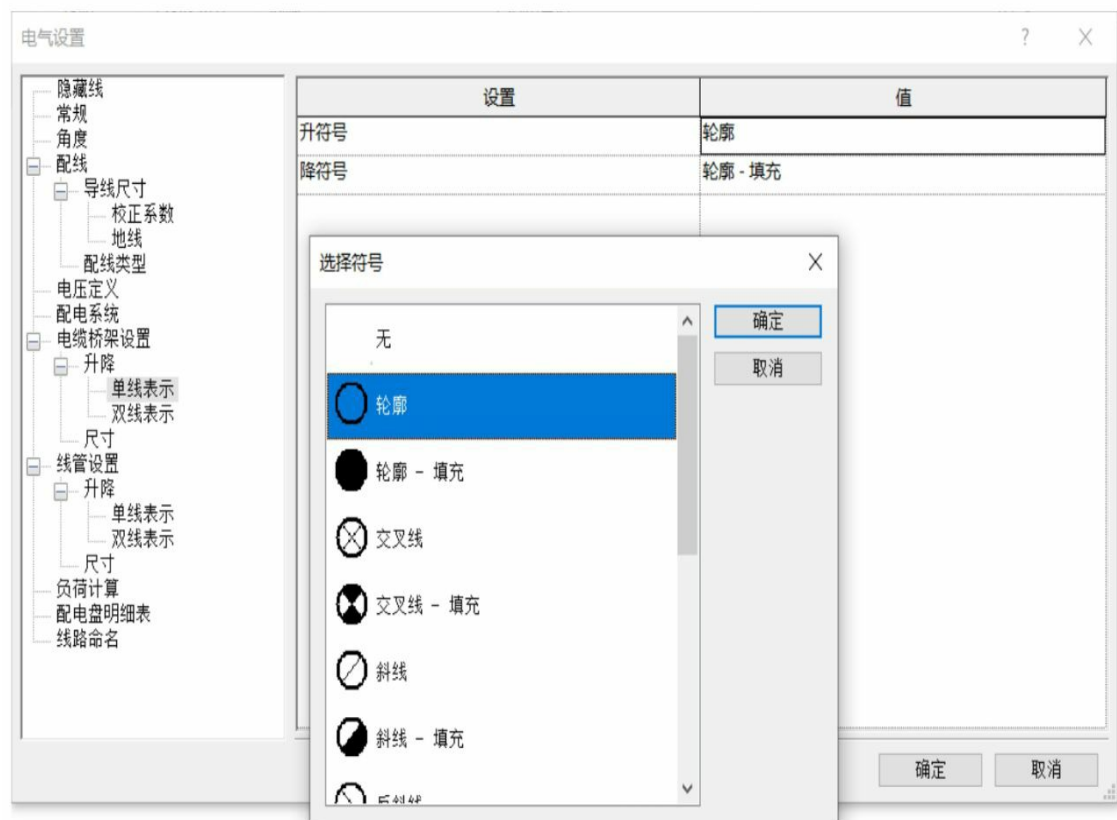 电气设置
?
隐藏线
常规
角度
配线
导线尺寸
校正系数
地线
配线类型
电压定义
配电系统
电缆桥架设置
升降
单线表示
双线表示
尺寸
线管设置
升降
单线表示
双线表示
尺寸
负荷计算
配电盘明细表
线路命名
设置 值
升符号 轮廓
降符号 轮廓 - 填充
选择符号
无
轮廓
轮廓 - 填充
交叉线
交叉线 - 填充
斜线
斜线 - 填充
反斜线
确定
取消
确定 取消